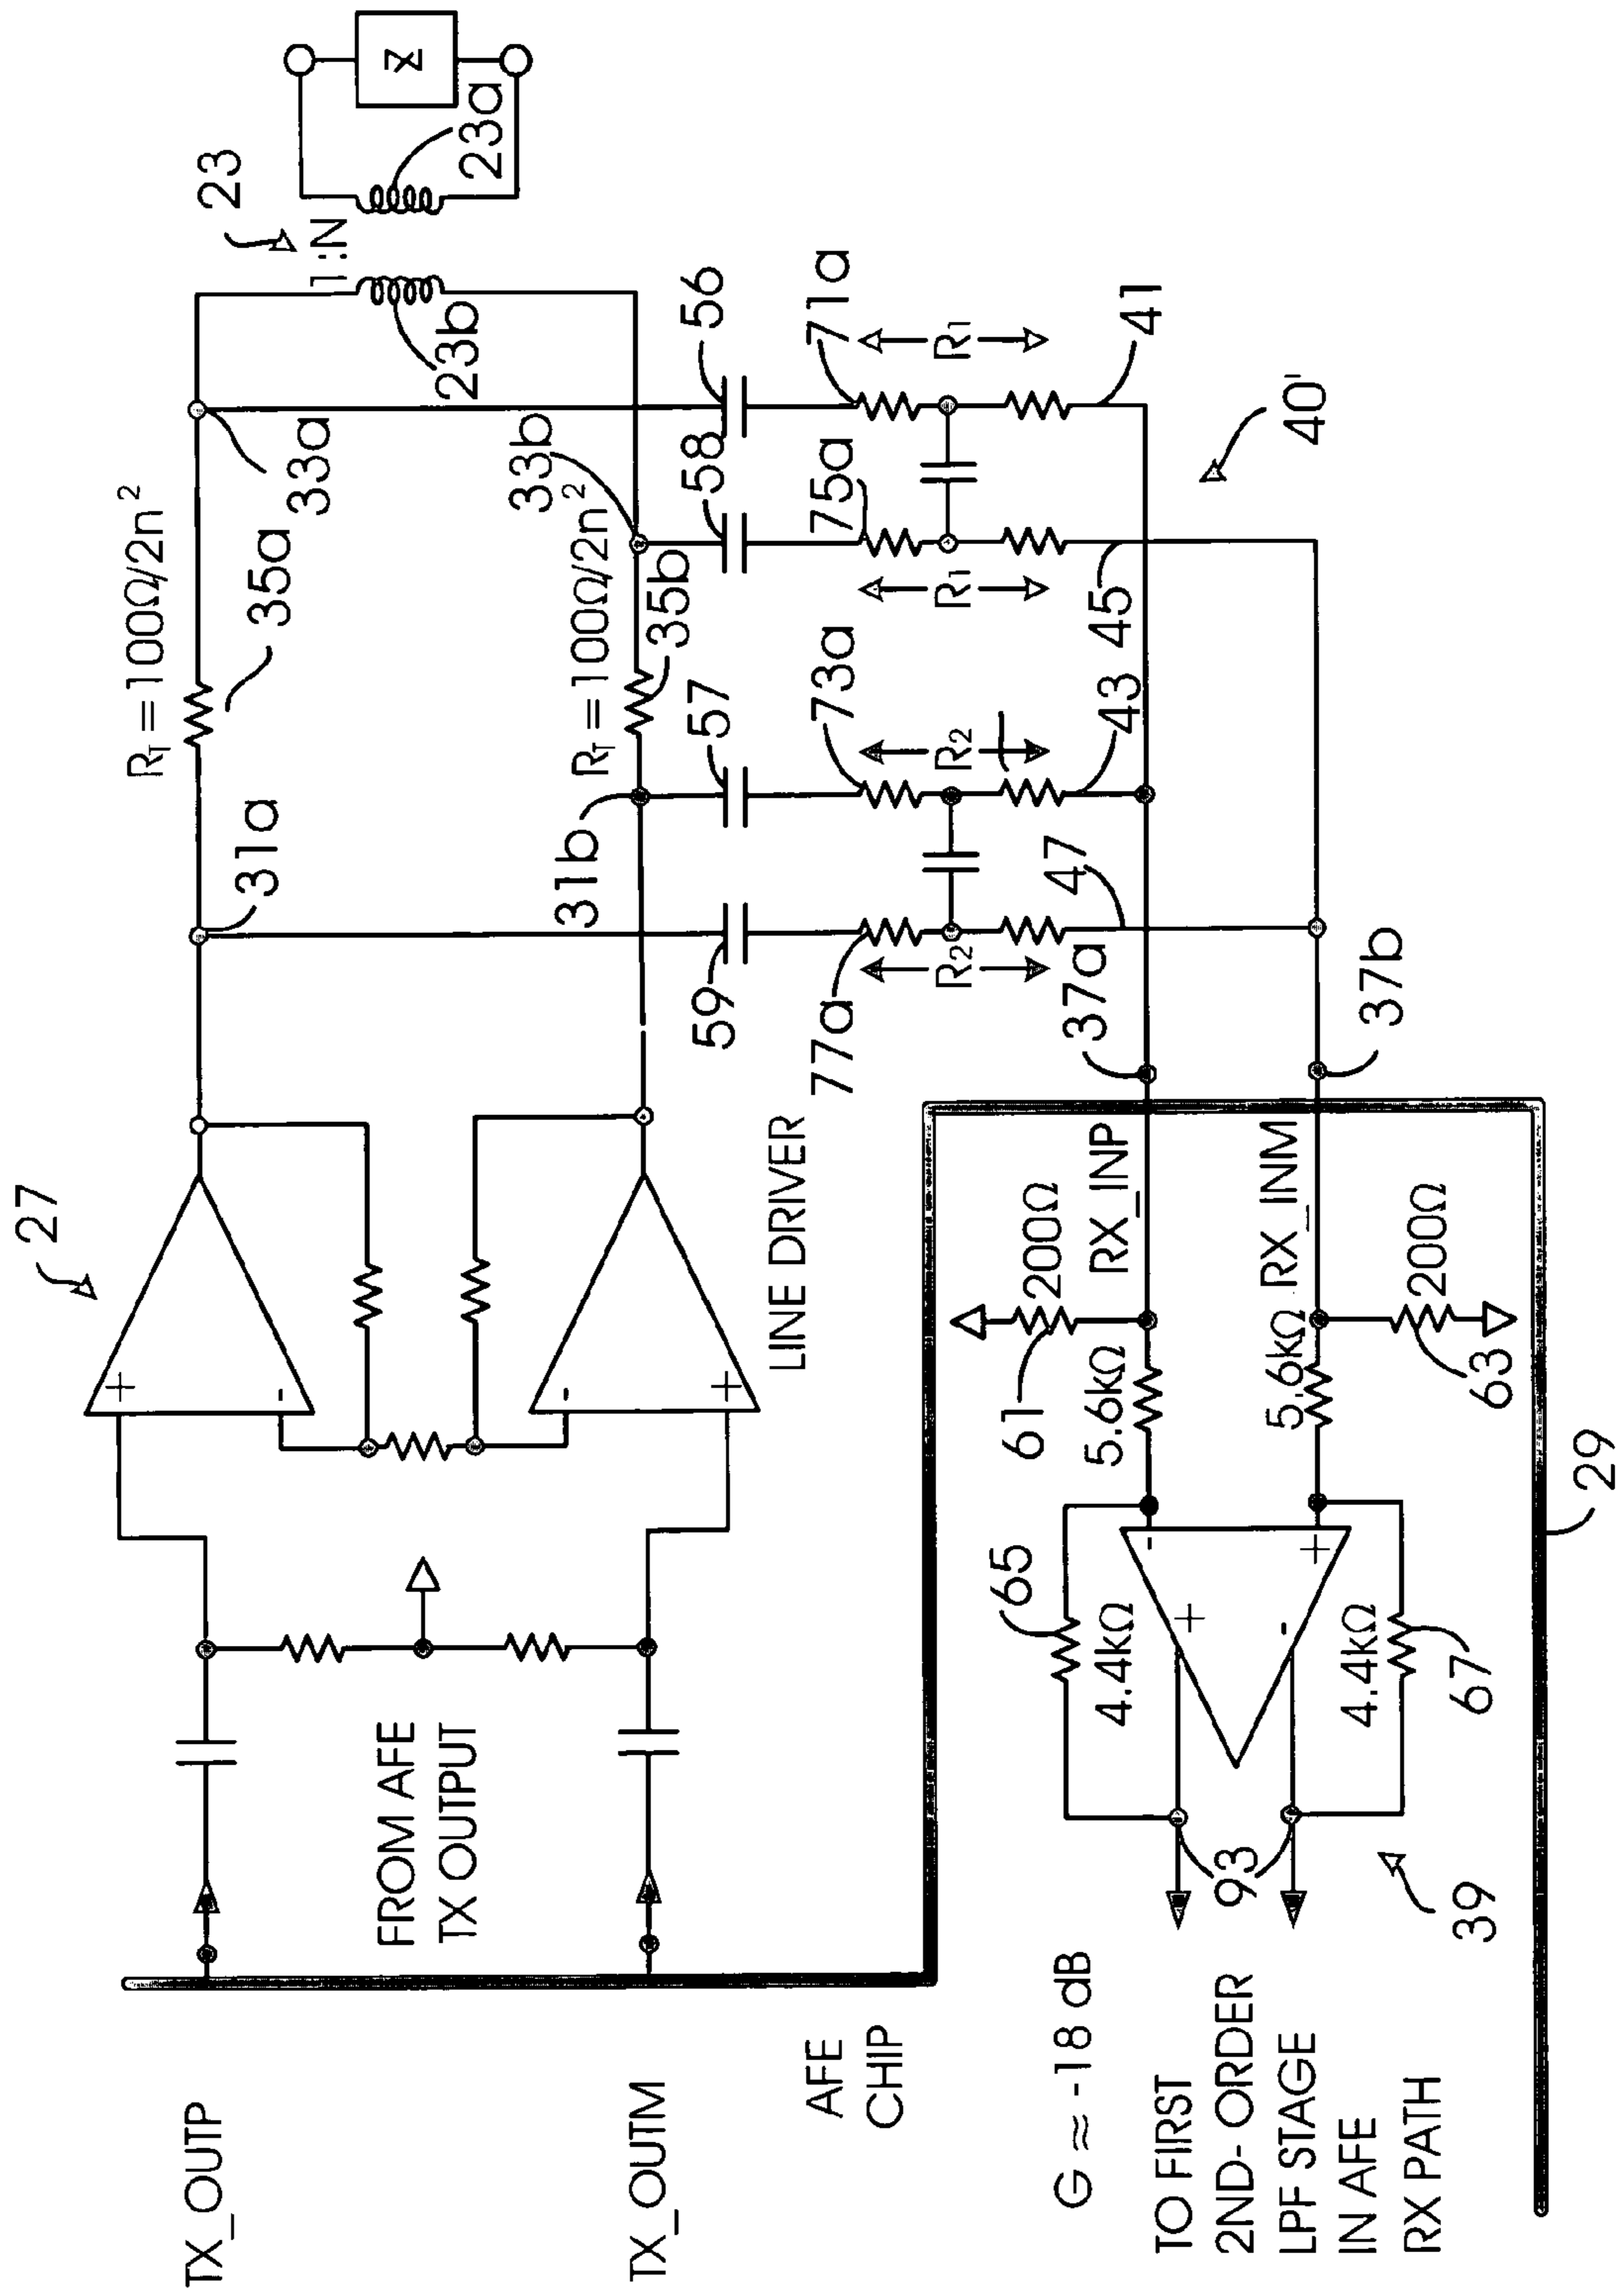 TX_OUTP
TX_OUTM
FROM AFE
TX OUTPUT
AFE
CHIP
27
LINE DRIVER
+
-
-
+
31a
31b
R_T = 100Ω/2n²
35a
R_T = 100Ω/2n²
35b
33a
33b
23
1:N
23a
23b
Z
59
57
58
56
77a
73a
75a
71a
R2
R2
R1
R1
47
43
45
41
40'
37a
37b
RX_INP
RX_INM
200Ω
200Ω
61
63
5.6kΩ
5.6kΩ
65
4.4kΩ
4.4kΩ
67
-
+
+
-
93
39
29
G ≈ -18 dB
TO FIRST
2ND- ORDER
LPF STAGE
IN AFE
RX PATH